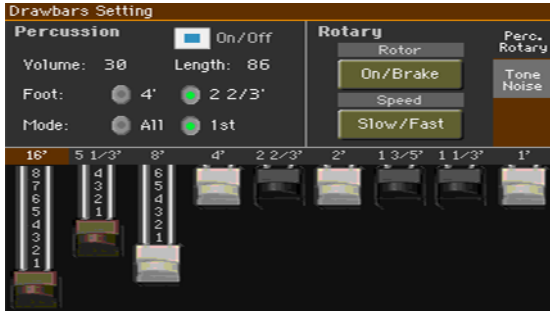 Drawbars Setting
Percussion
On/Off
Volume: 30 Length: 86
Foot: 4' 2 2/3'
Mode: All 1st
Rotary
Rotor
On/Brake
Speed
Slow/Fast
Perc.
Rotary
Tone
Noise
16' 5 1/3' 8' 4' 2 2/3' 2' 1 3/5' 1 1/3' 1'
8
7
6
5
4
3
2
1
4
3
2
1
6
5
4
3
2
1